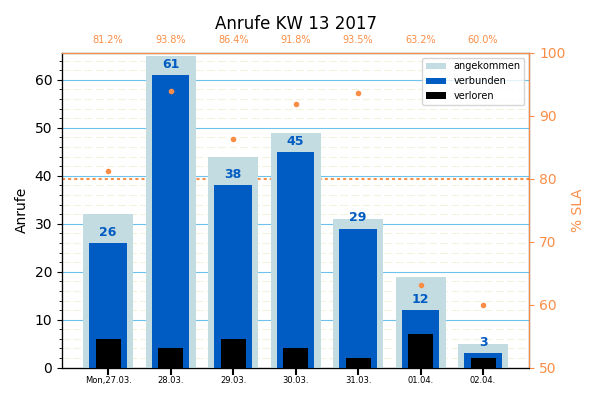 Anrufe KW 13 2017
81.2% 93.8% 86.4% 91.8% 93.5% 63.2% 60.0%
angekommen
verbunden
verloren
Anrufe
60
50
40
30
20
10
0
100
90
80
70
60
50
% SLA
26 61 38 45 29 12 3
Mon,27.03. 28.03. 29.03. 30.03. 31.03. 01.04. 02.04.